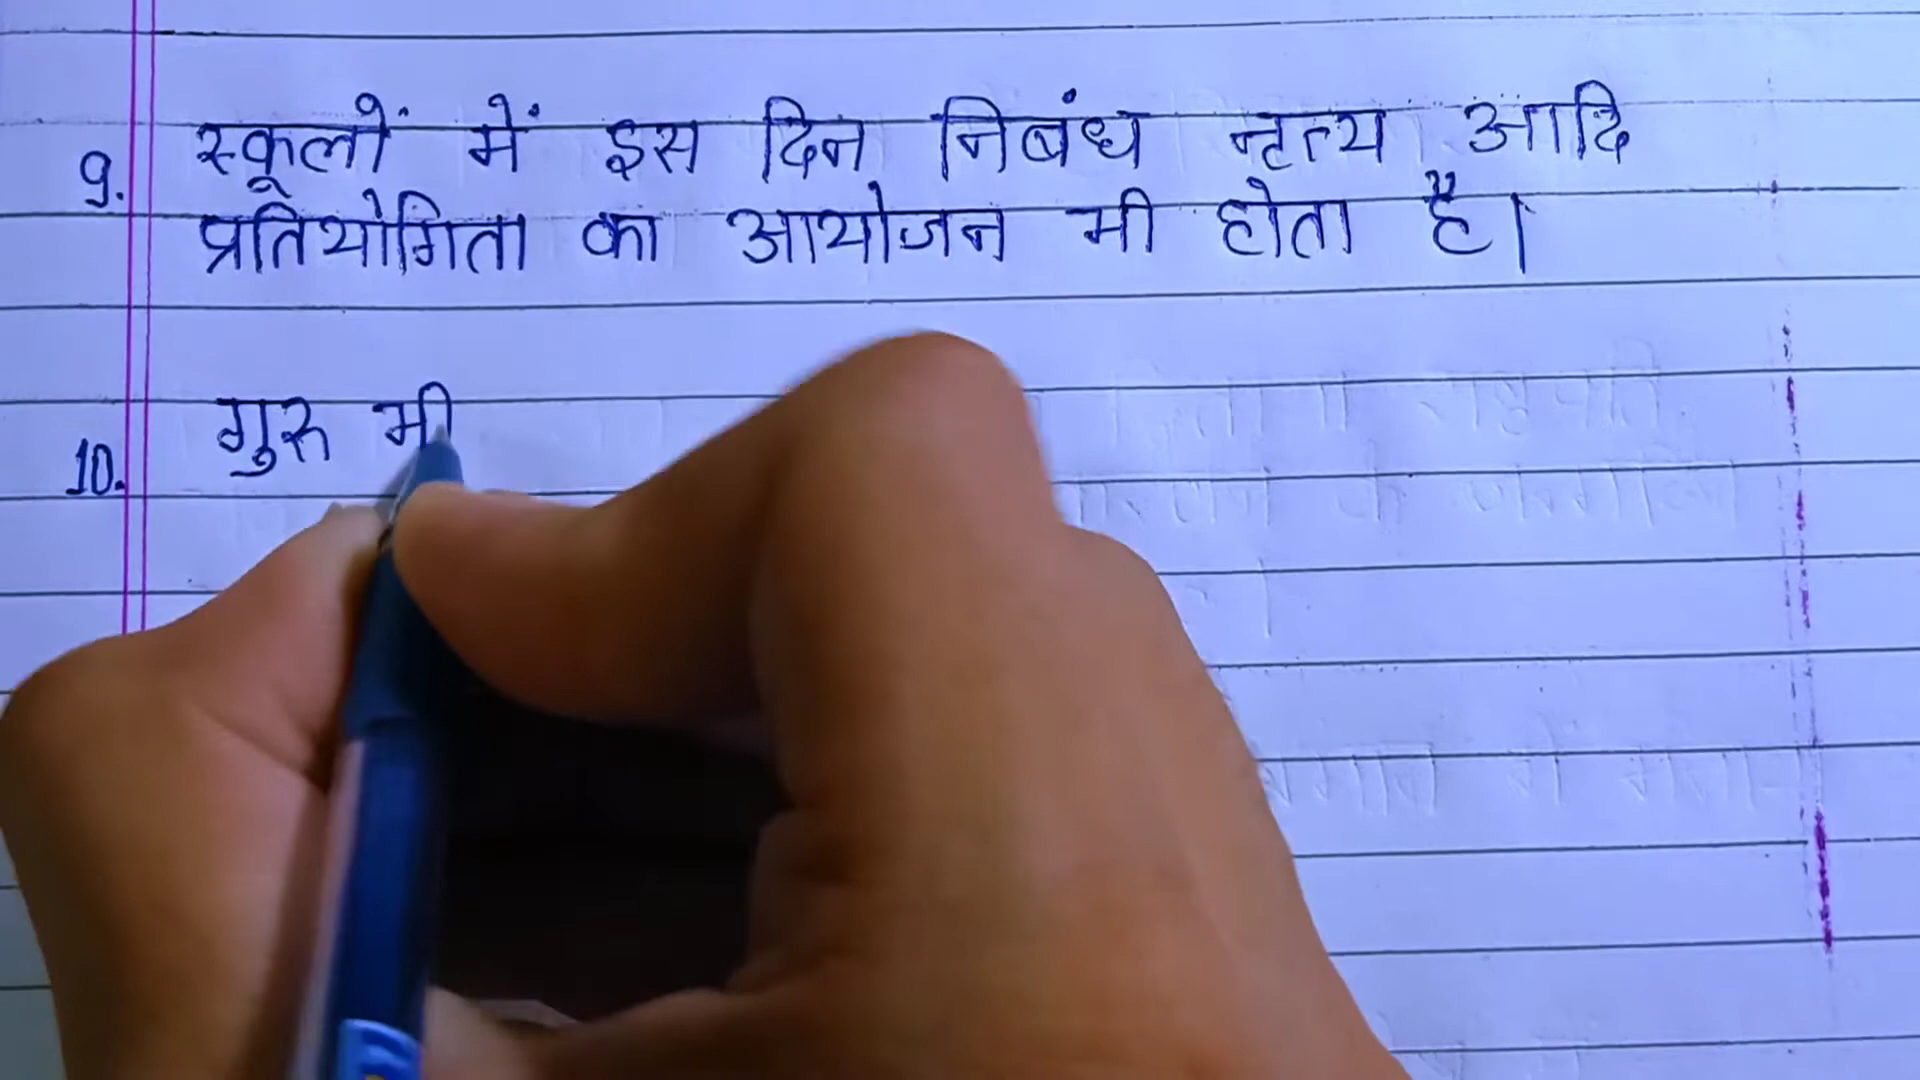 9. स्कूलों में इस दिन निबंध नृत्य आदि
प्रतियोगिता का आयोजन भी होता है।
10. गुरु भी